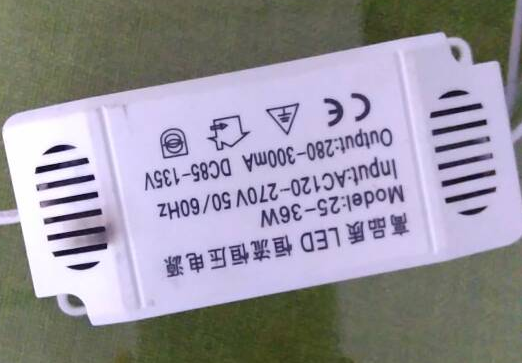 高品质 LED 恒流恒压电源
Model:25-36W
Input:AC120-270V 50/60Hz
Output:280-300mA DC85-135V
CE